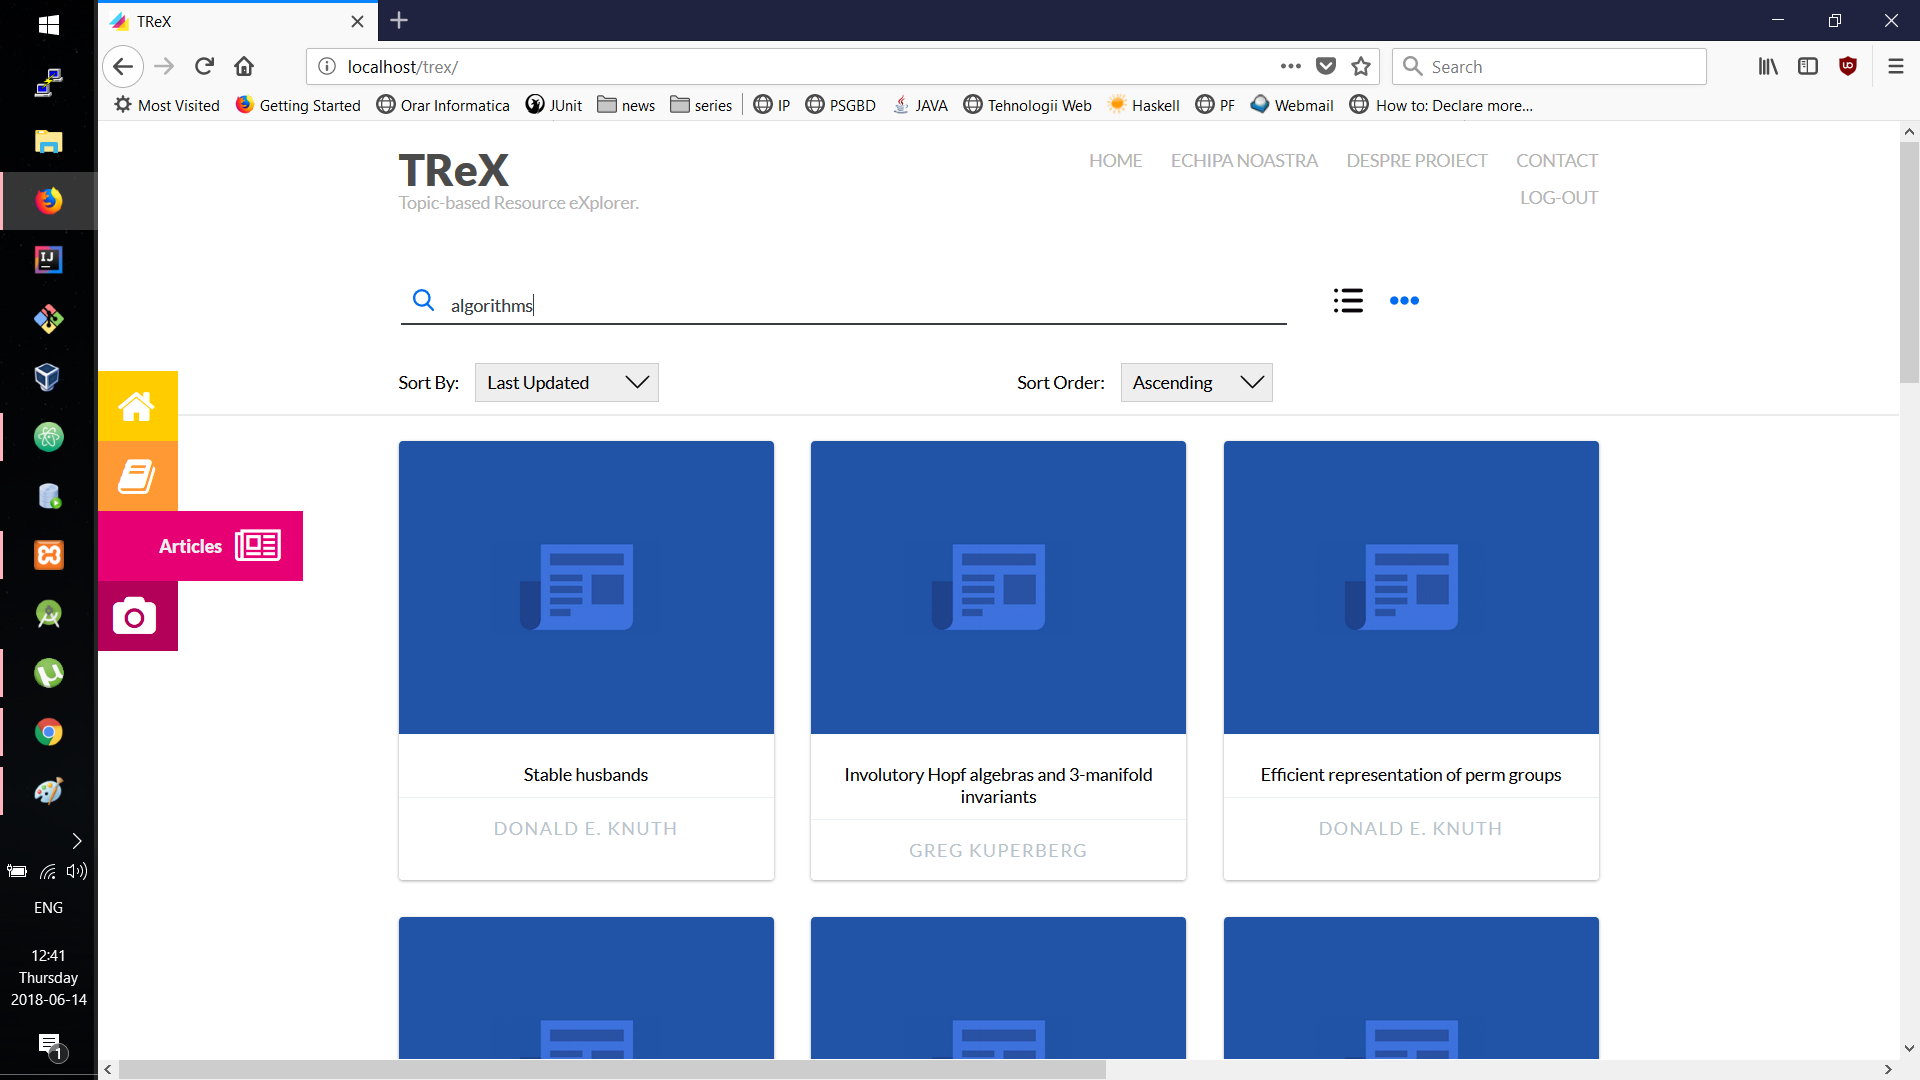 TReX
localhost/trex/
Search
Most Visited Getting Started Orar Informatica JUnit news series IP PSGBD JAVA Tehnologii Web Haskell PF Webmail How to: Declare more...
TReX
Topic-based Resource eXplorer.
HOME ECHIPA NOASTRA DESPRE PROIECT CONTACT
LOG-OUT
algorithms
Sort By: Last Updated Sort Order: Ascending
Articles
Stable husbands
DONALD E. KNUTH
Involutory Hopf algebras and 3-manifold
invariants
GREG KUPERBERG
Efficient representation of perm groups
DONALD E. KNUTH
ENG
12:41
Thursday
2018-06-14
1